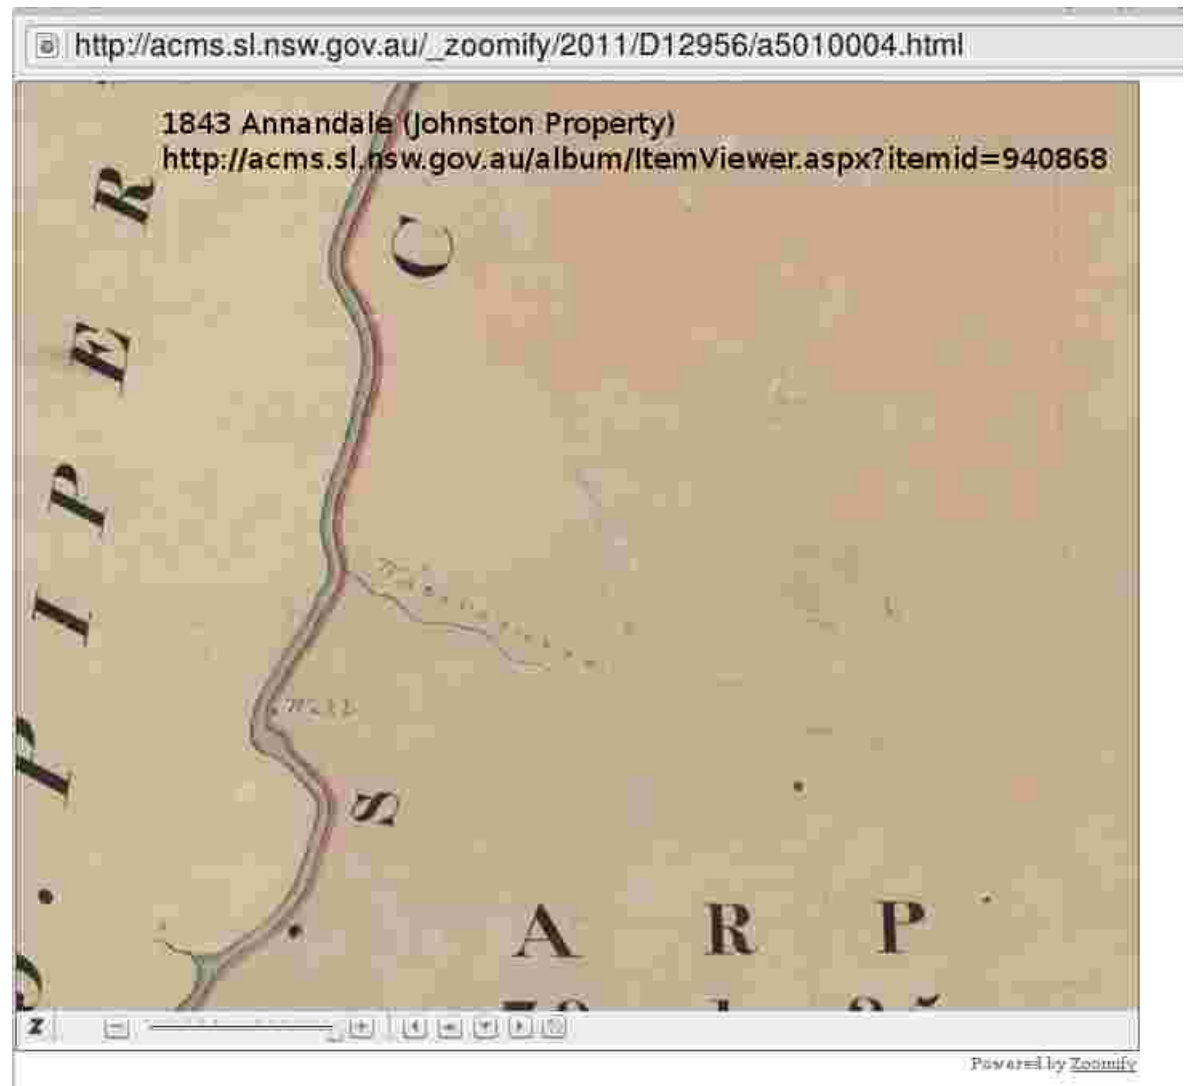 http://acms.sl.nsw.gov.au/_zoomify/2011/D12956/a5010004.html
1843 Annandale (Johnston Property)
http://acms.sl.nsw.gov.au/album/ItemViewer.aspx?itemid=940868
PIPER
C
S
A R P
Z
Powered by Zoomify